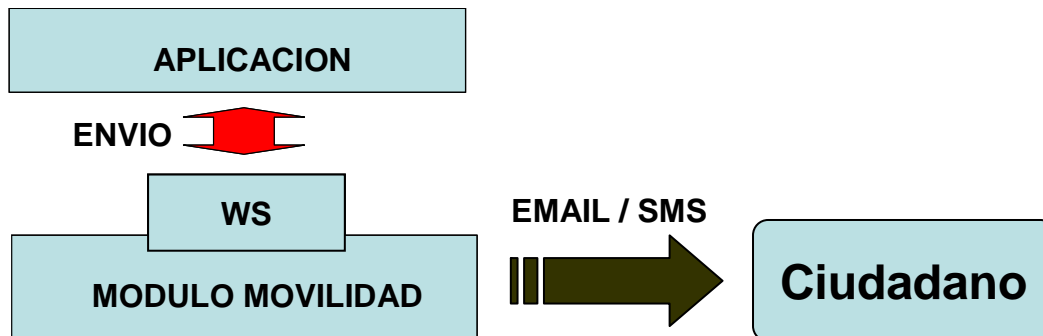 APLICACION
ENVIO
WS
EMAIL / SMS
MODULO MOVILIDAD
Ciudadano